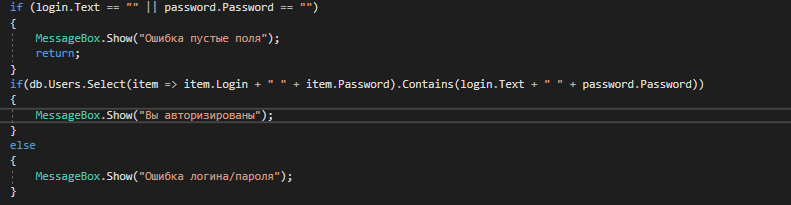 if (login.Text == "" || password.Password == "")
{
MessageBox.Show("Ошибка пустые поля");
return;
}
if(db.Users.Select(item => item.Login + " " + item.Password).Contains(login.Text + " " + password.Password))
{
MessageBox.Show("Вы авторизированы");
}
else
{
MessageBox.Show("Ошибка логина/пароля");
}